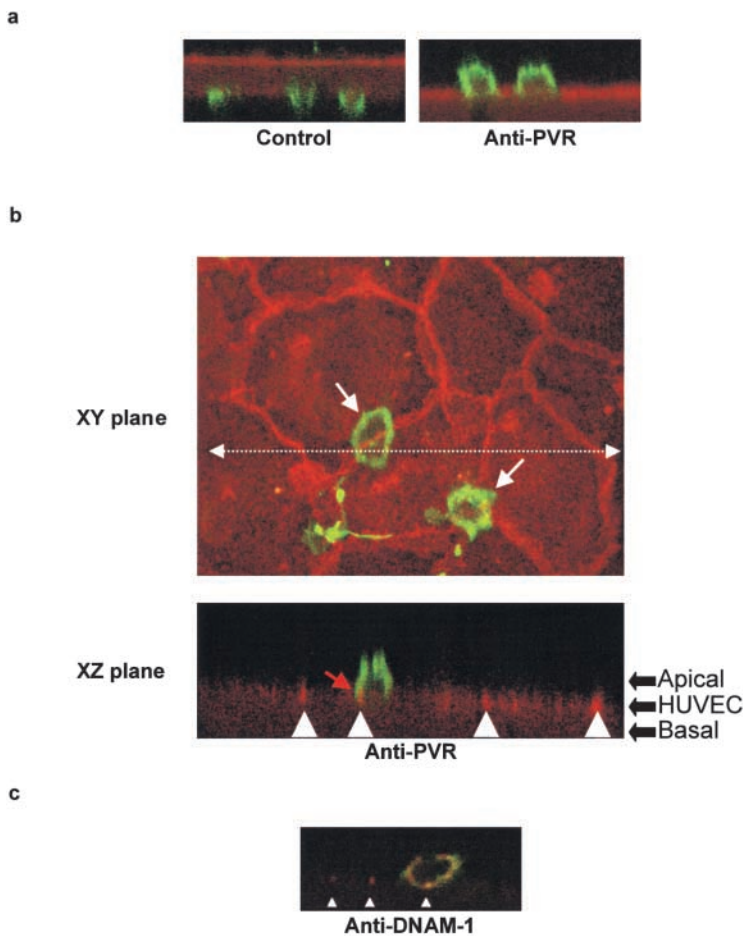 a
Control
Anti-PVR
b
XY plane
XZ plane
Apical
HUVEC
Basal
Anti-PVR
c
Anti-DNAM-1